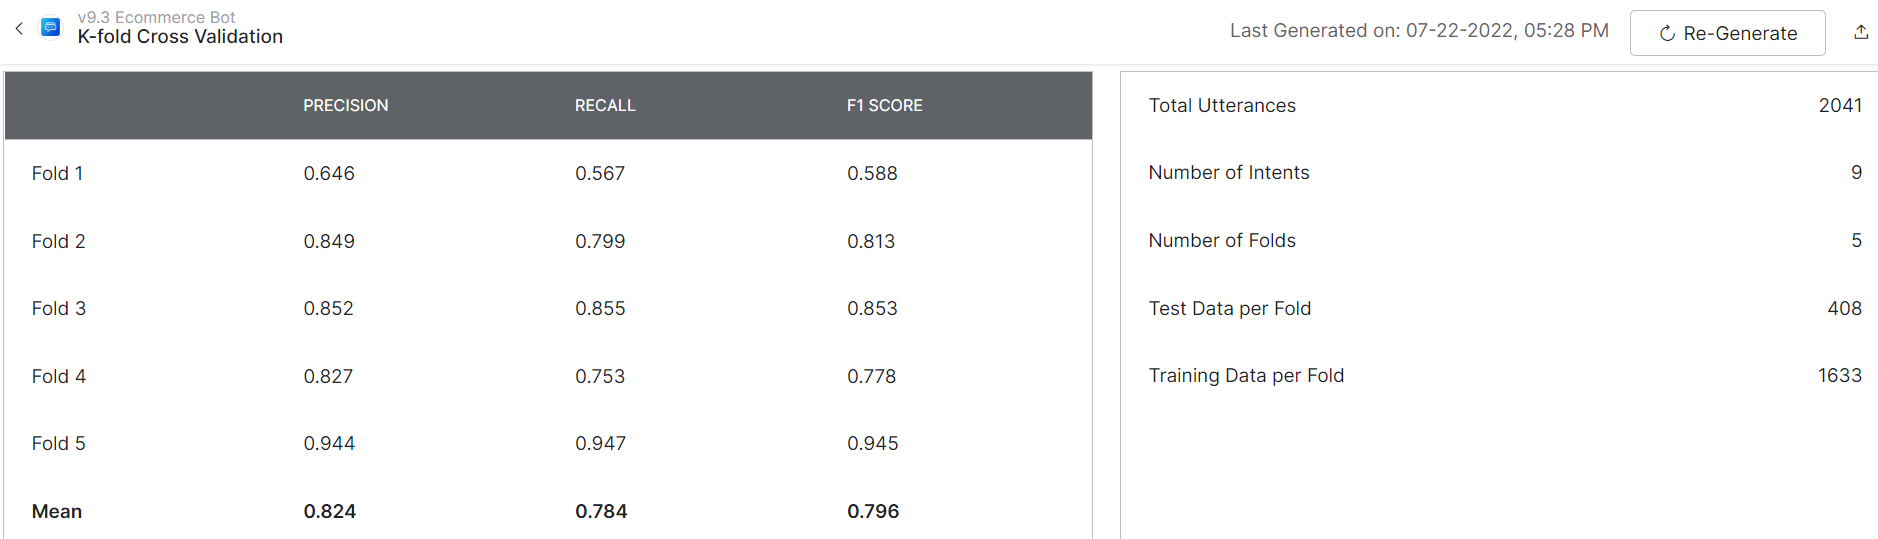 v9.3 Ecommerce Bot
K-fold Cross Validation
Last Generated on: 07-22-2022, 05:28 PM
Re-Generate
PRECISION RECALL F1 SCORE
Fold 1 0.646 0.567 0.588
Fold 2 0.849 0.799 0.813
Fold 3 0.852 0.855 0.853
Fold 4 0.827 0.753 0.778
Fold 5 0.944 0.947 0.945
Mean 0.824 0.784 0.796
Total Utterances 2041
Number of Intents 9
Number of Folds 5
Test Data per Fold 408
Training Data per Fold 1633